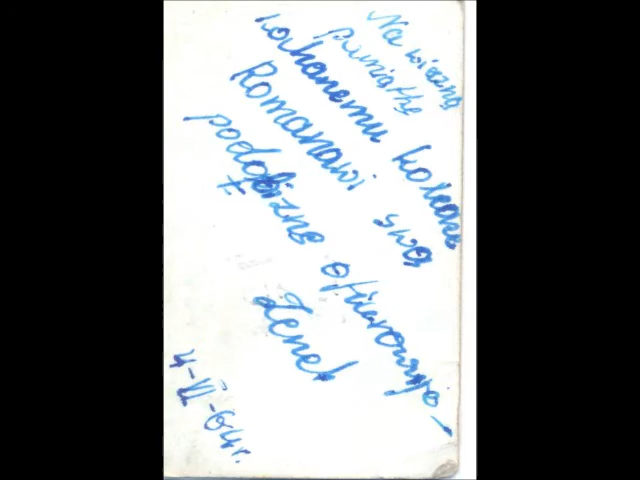 Na wieczną
pamiątkę
kochanemu koledze
Romanowi swą
podobiznę ofiarowuje –
Zenek
4-VI-64r.